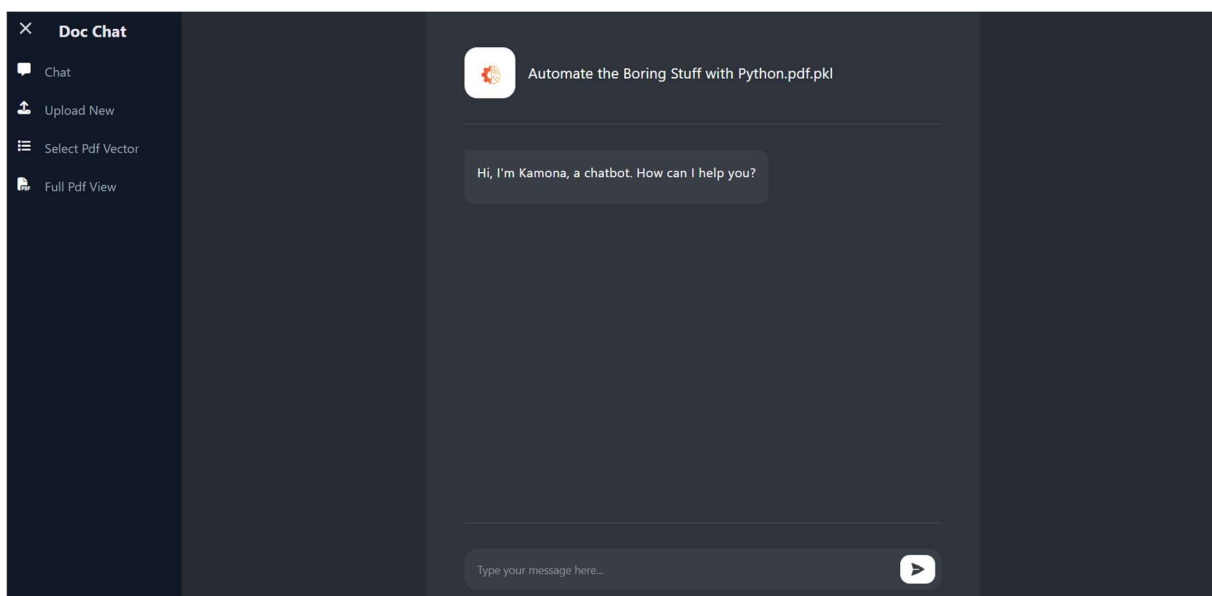 Doc Chat
Chat
Upload New
Select Pdf Vector
Full Pdf View
Automate the Boring Stuff with Python.pdf.pkl
Hi, I'm Kamona, a chatbot. How can I help you?
Type your message here...